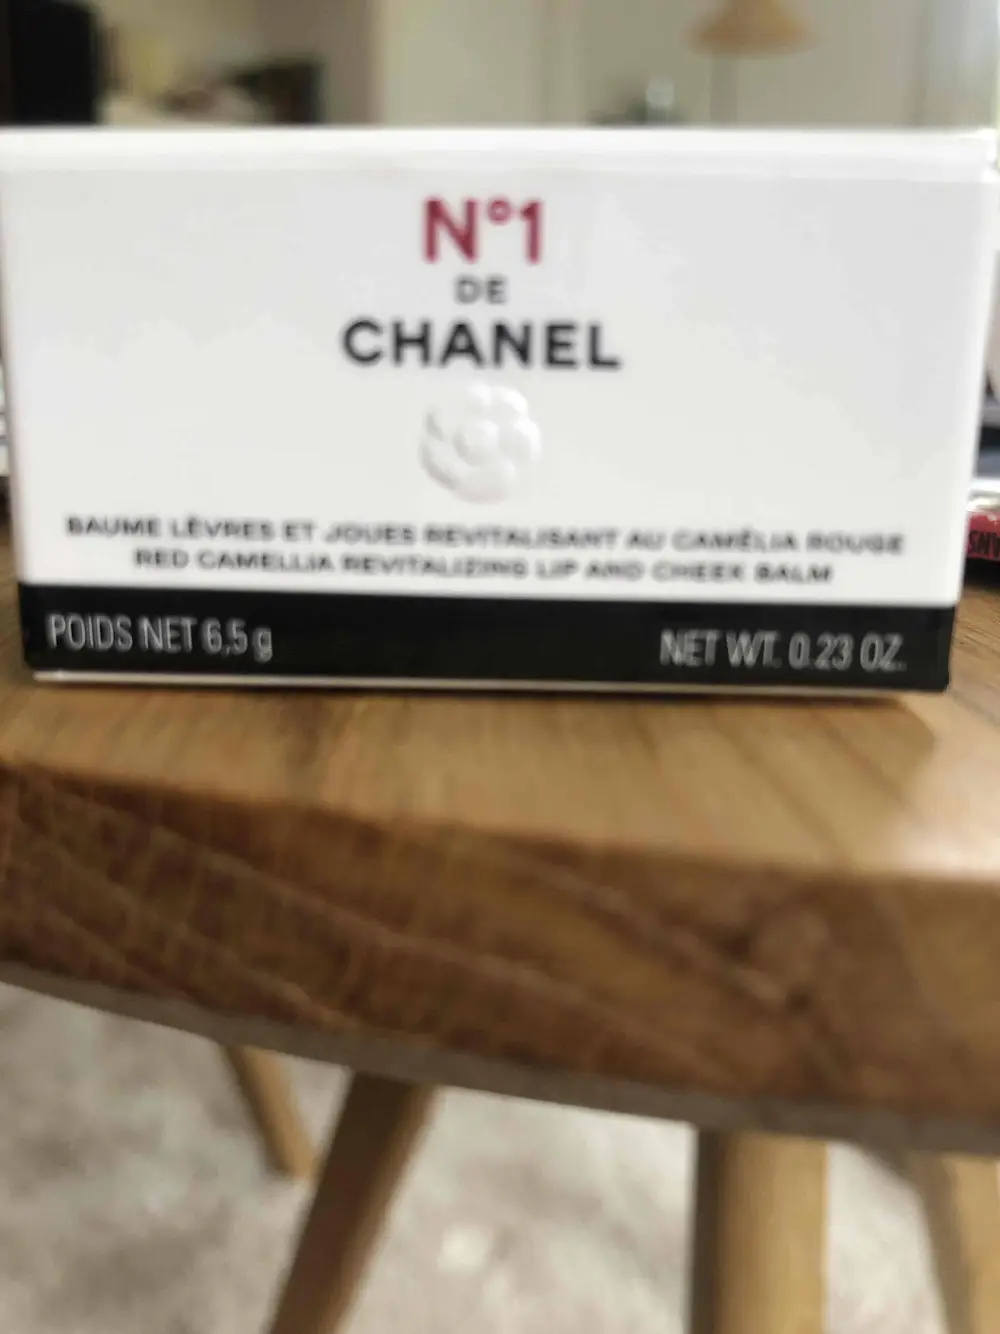 N°1
DE
CHANEL
BAUME LÈVRES ET JOUES REVITALISANT AU CAMÉLIA ROUGE
RED CAMELLIA REVITALIZING LIP AND CHEEK BALM
POIDS NET 6,5 g
NET WT. 0.23 OZ.